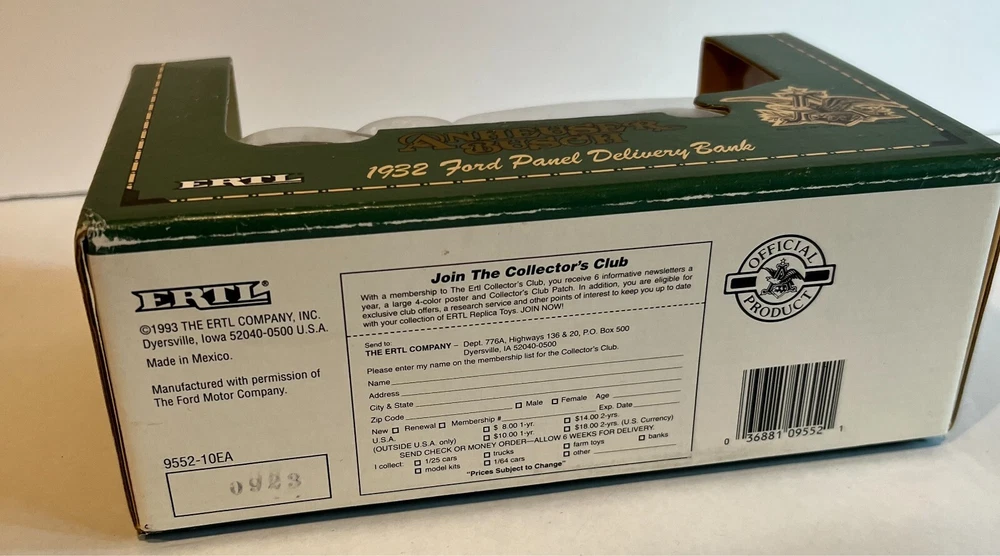 ANHEUSER
BUSCH
ERTL
1932 Ford Panel Delivery Bank
ERTL®
©1993 THE ERTL COMPANY, INC.
Dyersville, Iowa 52040-0500 U.S.A.
Made in Mexico.
Manufactured with permission of
The Ford Motor Company.
9552-10EA
0923
Join The Collector's Club
With a membership to The Ertl Collector's Club, you receive 6 informative newsletters a
year, a large 4-color poster and Collector's Club Patch. In addition, you are eligible for
exclusive club offers, a research service and other points of interest to keep you up to date
with your collection of ERTL Replica Toys. JOIN NOW!
Send to:
THE ERTL COMPANY – Dept. 776A, Highways 136 & 20, P.O. Box 500
Dyersville, IA 52040-0500
Please enter my name on the membership list for the Collector's Club.
Name
Address
City & State
Male Female Age
Zip Code
Exp. Date
New Renewal Membership #
U.S.A. $ 8.00 1-yr. $14.00 2-yrs.
(OUTSIDE U.S.A. only) $10.00 1-yr. $18.00 2-yrs. (U.S. Currency)
SEND CHECK OR MONEY ORDER—ALLOW 6 WEEKS FOR DELIVERY.
I collect: 1/25 cars trucks farm toys banks
model kits 1/64 cars other
"Prices Subject to Change"
OFFICIAL
PRODUCT
0 36881 09552 1